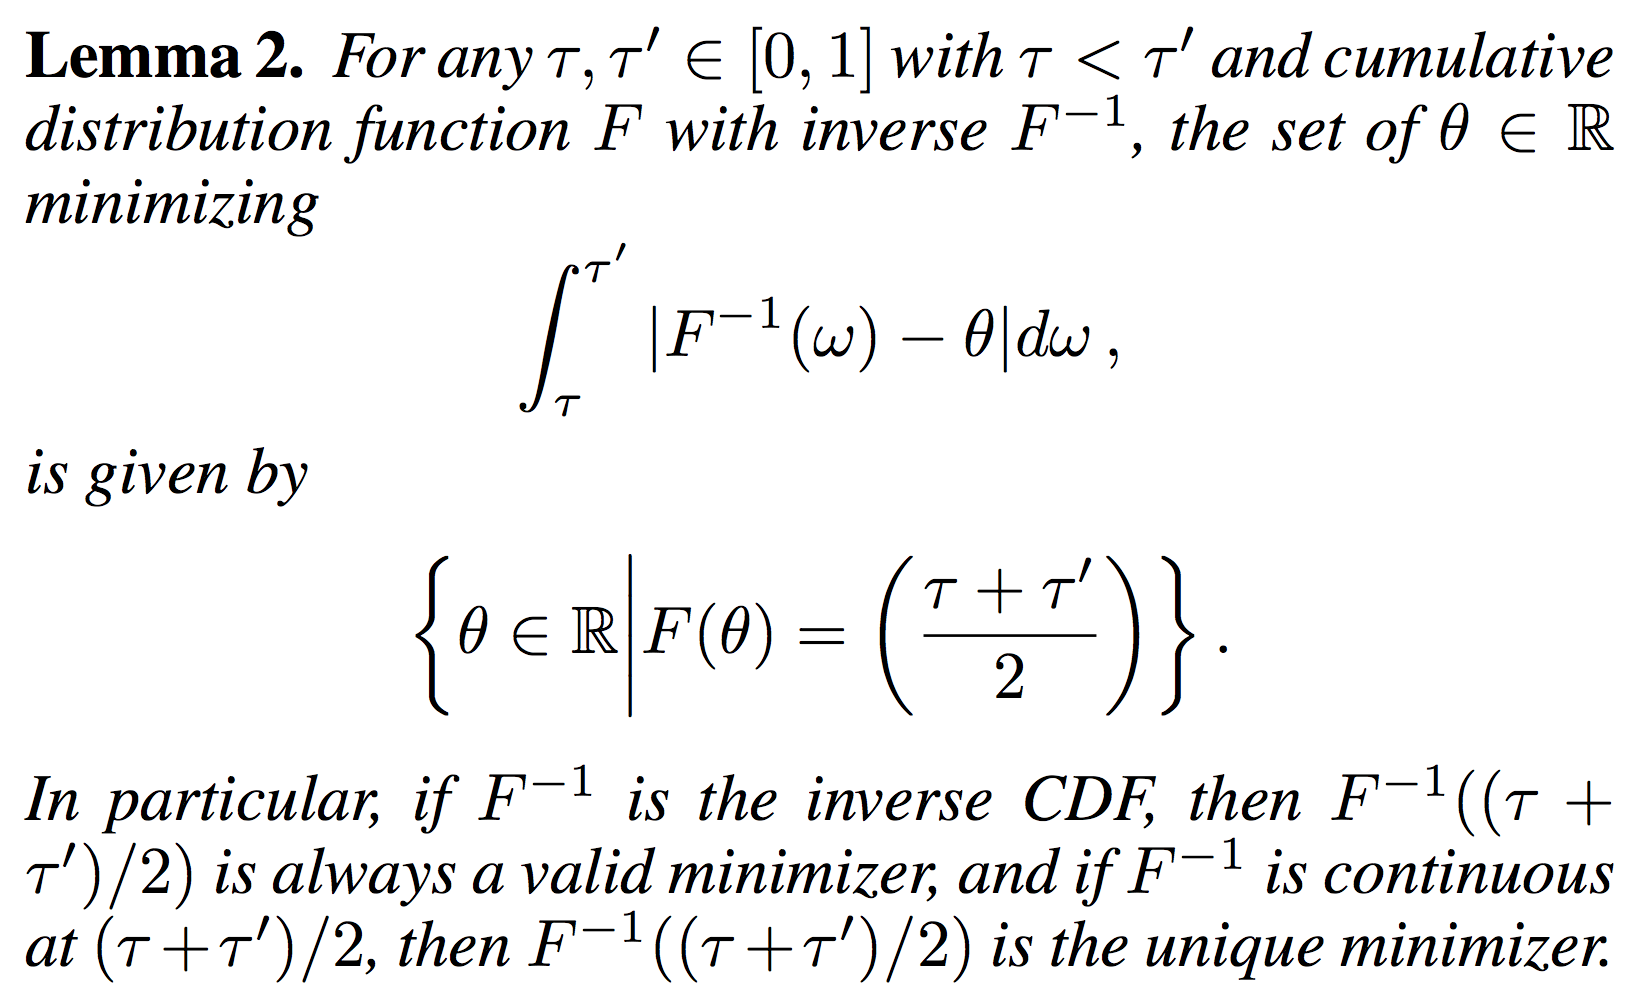 Lemma 2. For any τ, τ′ ∈ [0, 1] with τ < τ′ and cumulative
distribution function F with inverse F⁻¹, the set of θ ∈ ℝ
minimizing
∫_τ^{τ′} |F⁻¹(ω) − θ|dω ,
is given by
{θ ∈ ℝ | F(θ) = ((τ + τ′)/2)} .
In particular, if F⁻¹ is the inverse CDF, then F⁻¹((τ +
τ′)/2) is always a valid minimizer, and if F⁻¹ is continuous
at (τ+τ′)/2, then F⁻¹((τ+τ′)/2) is the unique minimizer.